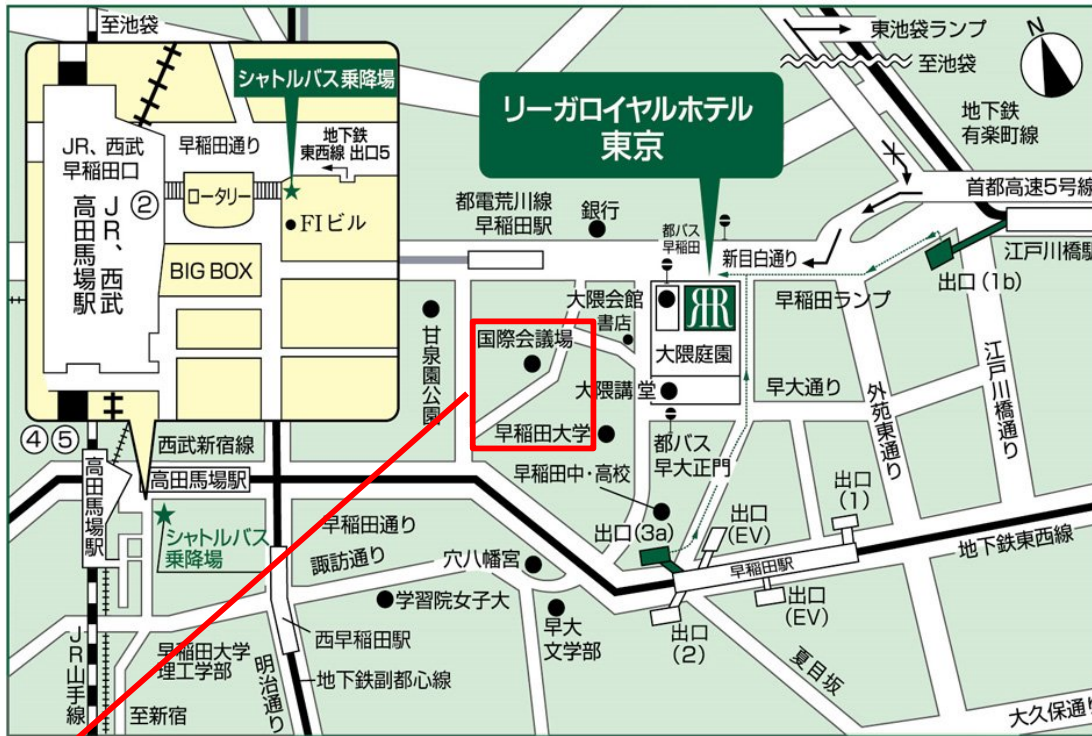 至池袋
シャトルバス乗降場
早稲田通り
地下鉄
東西線 出口5
JR、西武
早稲田口
②
ロータリー
JR、西武
高田馬場駅
FIビル
BIG BOX
④⑤
リーガロイヤルホテル
東京
東池袋ランプ
至池袋
N
地下鉄
有楽町線
首都高速5号線
江戸川橋駅
出口(1b)
都電荒川線
早稲田駅
銀行
都バス
早稲田
新目白通り
早稲田ランプ
大隈会館
書店
RR
大隈庭園
国際会議場
甘泉園公園
大隈講堂
早大通り
外苑東通り
江戸川橋通り
早稲田大学
都バス
早大正門
早稲田中・高校
西武新宿線
高田馬場駅
高田馬場駅
シャトルバス
乗降場
早稲田通り
諏訪通り
穴八幡宮
出口(3a)
出口
(EV)
出口
(1)
早稲田駅
地下鉄東西線
出口
(EV)
出口
(2)
学習院女子大
早大
文学部
西早稲田駅
早稲田大学
理工学部
明治通り
地下鉄副都心線
JR山手線
至新宿
夏目坂
大久保通り